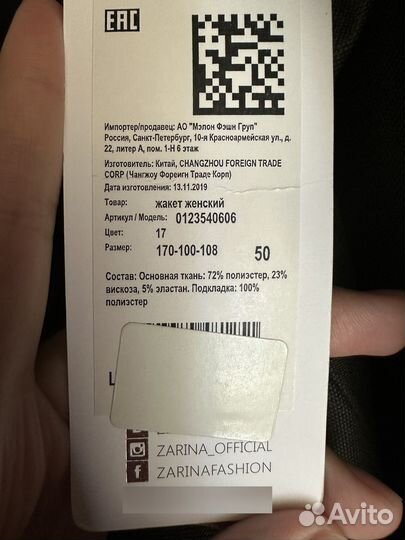 EAC
Импортер/продавец: АО "Мэлон Фэшн Груп"
Россия, Санкт-Петербург, 10-я Красноармейская ул., д.
22, литер А, пом. 1-Н 6 этаж
Изготовитель: Китай, CHANGZHOU FOREIGN TRADE
CORP (Чангжоу Фореигн Траде Корп)
Дата изготовления: 13.11.2019
Товар: жакет женский
Артикул / Модель: 0123540606
Цвет: 17
Размер: 170-100-108 50
Состав: Основная ткань: 72% полиэстер, 23%
вискоза, 5% эластан. Подкладка: 100%
полиэстер
L
ZARINA_OFFICIAL
ZARINAFASHION
Avito